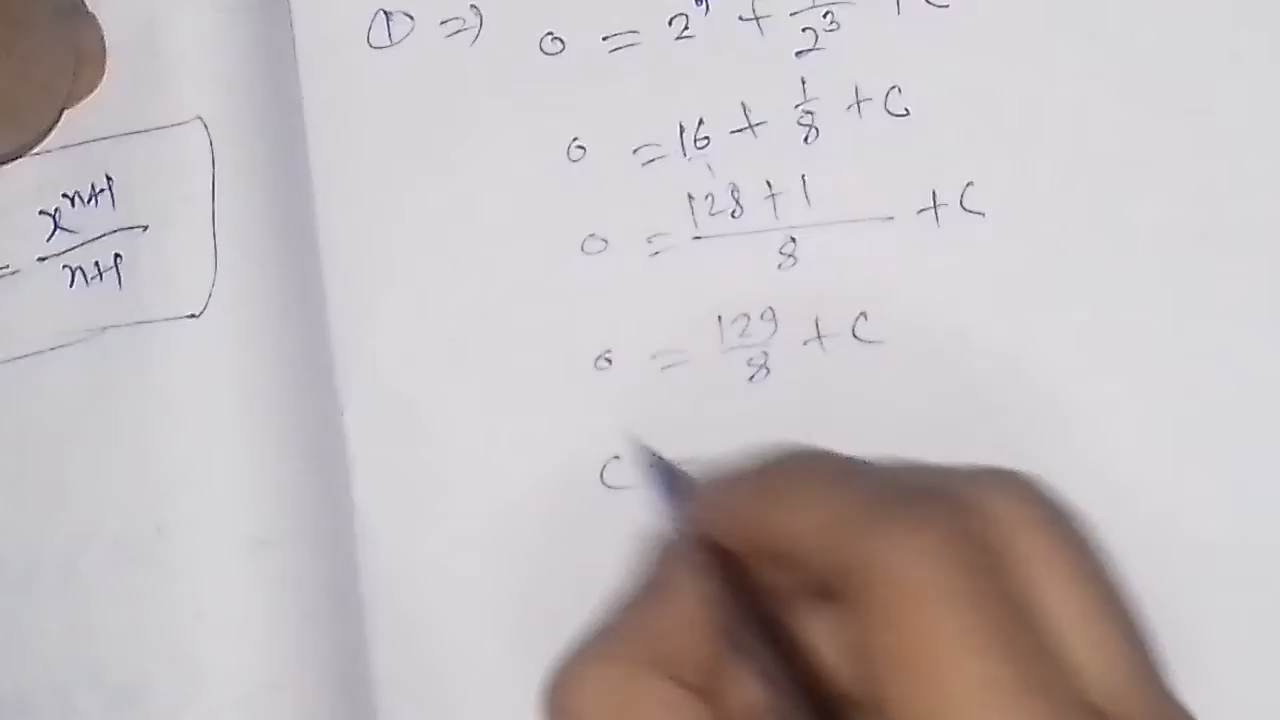 ① ⇒ 0 = 2⁴ + 1/2³ + C
0 = 16 + 1/8 + C
0 = (128 + 1)/8 + C
0 = 129/8 + C
C
= x^(n+1)/(n+1)